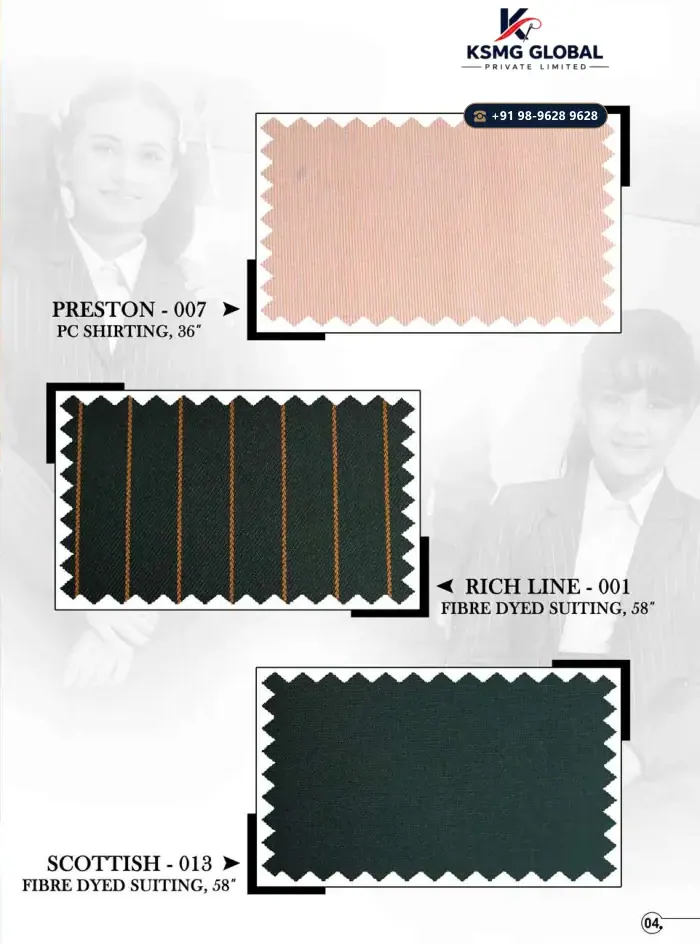 KSMG GLOBAL
PRIVATE LIMITED
+91 98-9628 9628
PRESTON - 007
PC SHIRTING, 36"
RICH LINE - 001
FIBRE DYED SUITING, 58"
SCOTTISH - 013
FIBRE DYED SUITING, 58"
04.